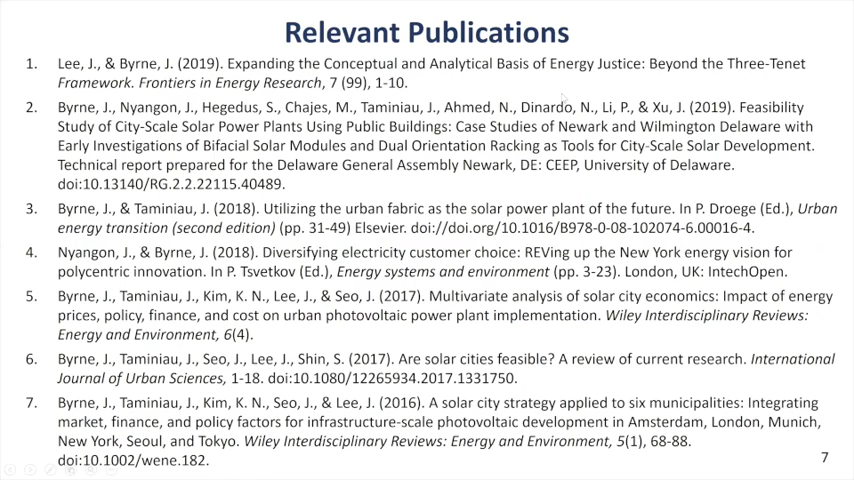 Relevant Publications
1. Lee, J., & Byrne, J. (2019). Expanding the Conceptual and Analytical Basis of Energy Justice: Beyond the Three-Tenet
Framework. Frontiers in Energy Research, 7 (99), 1-10.
2. Byrne, J., Nyangon, J., Hegedus, S., Chajes, M., Taminiau, J., Ahmed, N., Dinardo, N., Li, P., & Xu, J. (2019). Feasibility
Study of City-Scale Solar Power Plants Using Public Buildings: Case Studies of Newark and Wilmington Delaware with
Early Investigations of Bifacial Solar Modules and Dual Orientation Racking as Tools for City-Scale Solar Development.
Technical report prepared for the Delaware General Assembly Newark, DE: CEEP, University of Delaware.
doi:10.13140/RG.2.2.22115.40489.
3. Byrne, J., & Taminiau, J. (2018). Utilizing the urban fabric as the solar power plant of the future. In P. Droege (Ed.), Urban
energy transition (second edition) (pp. 31-49) Elsevier. doi://doi.org/10.1016/B978-0-08-102074-6.00016-4.
4. Nyangon, J., & Byrne, J. (2018). Diversifying electricity customer choice: REVing up the New York energy vision for
polycentric innovation. In P. Tsvetkov (Ed.), Energy systems and environment (pp. 3-23). London, UK: IntechOpen.
5. Byrne, J., Taminiau, J., Kim, K. N., Lee, J., & Seo, J. (2017). Multivariate analysis of solar city economics: Impact of energy
prices, policy, finance, and cost on urban photovoltaic power plant implementation. Wiley Interdisciplinary Reviews:
Energy and Environment, 6(4).
6. Byrne, J., Taminiau, J., Seo, J., Lee, J., Shin, S. (2017). Are solar cities feasible? A review of current research. International
Journal of Urban Sciences, 1-18. doi:10.1080/12265934.2017.1331750.
7. Byrne, J., Taminiau, J., Kim, K. N., Seo, J., & Lee, J. (2016). A solar city strategy applied to six municipalities: Integrating
market, finance, and policy factors for infrastructure-scale photovoltaic development in Amsterdam, London, Munich,
New York, Seoul, and Tokyo. Wiley Interdisciplinary Reviews: Energy and Environment, 5(1), 68-88.
doi:10.1002/wene.182.
7